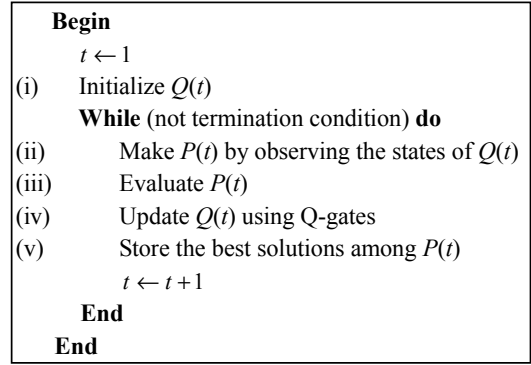 Begin
t ← 1
(i) Initialize Q(t)
While (not termination condition) do
(ii) Make P(t) by observing the states of Q(t)
(iii) Evaluate P(t)
(iv) Update Q(t) using Q-gates
(v) Store the best solutions among P(t)
t ← t + 1
End
End